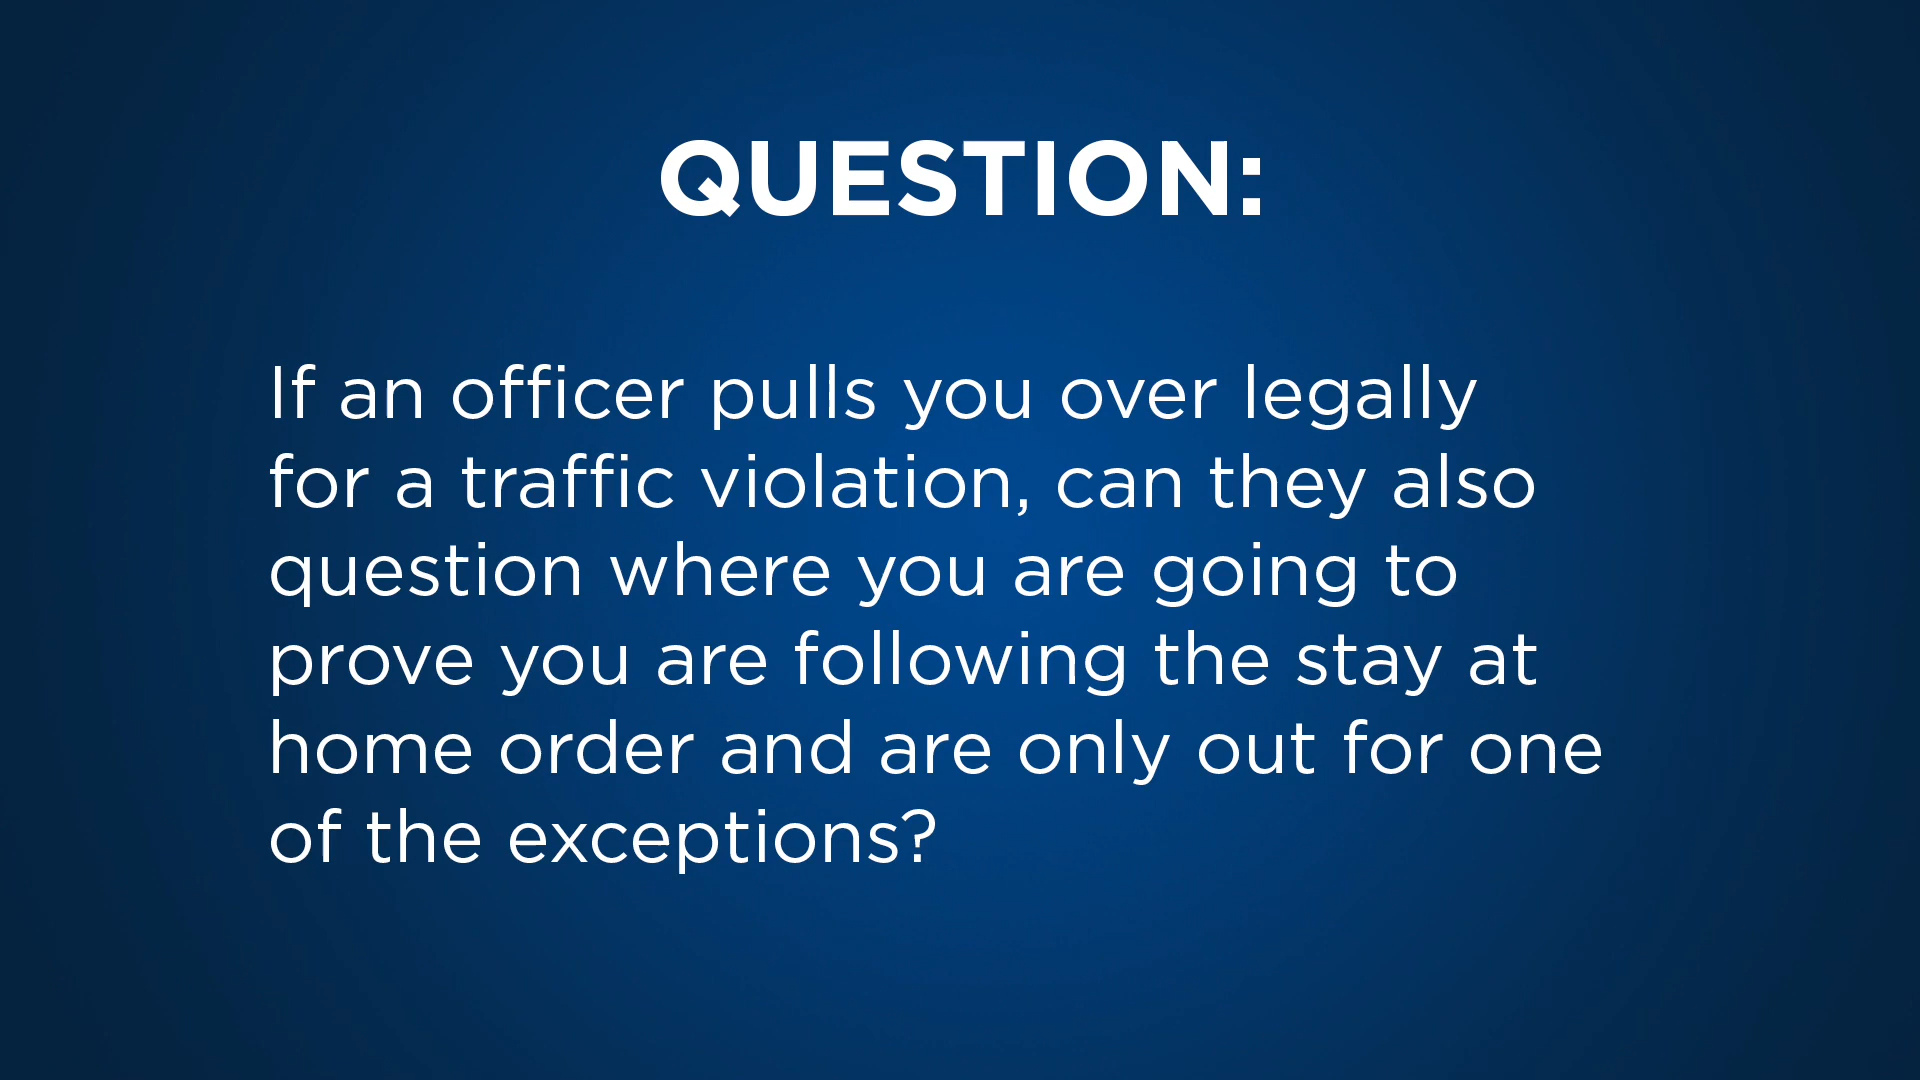 QUESTION:
If an officer pulls you over legally
for a traffic violation, can they also
question where you are going to
prove you are following the stay at
home order and are only out for one
of the exceptions?